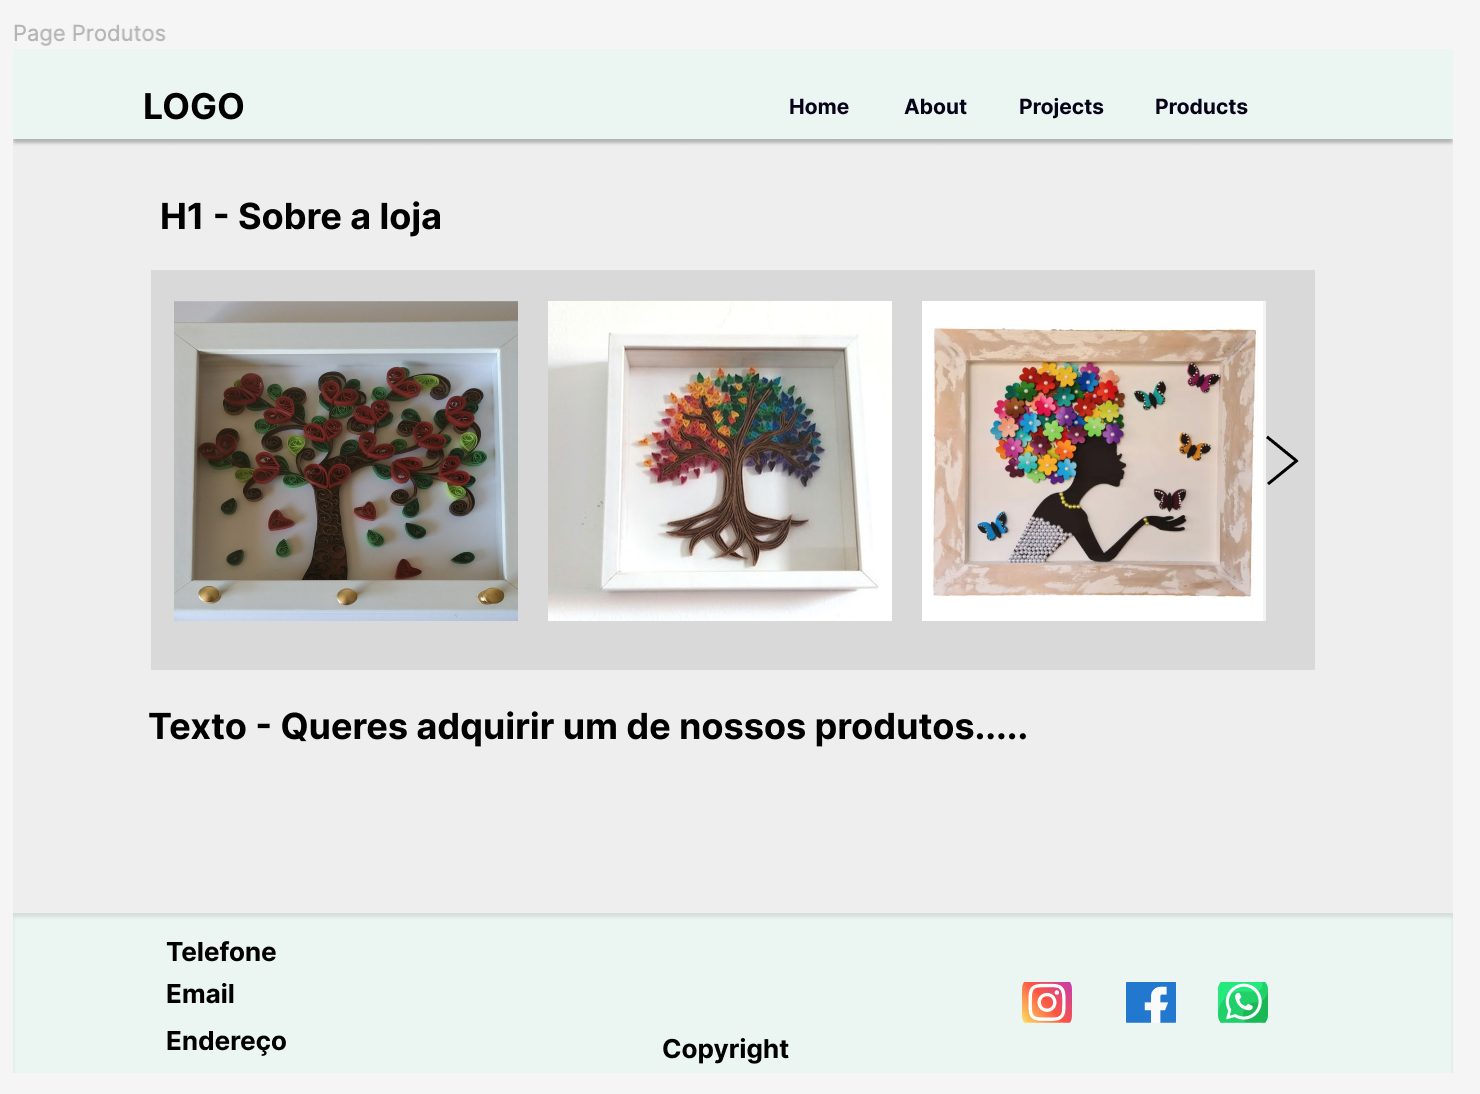 Page Produtos
LOGO
Home About Projects Products
H1 - Sobre a loja
Texto - Queres adquirir um de nossos produtos.....
Telefone
Email
Endereço
Copyright